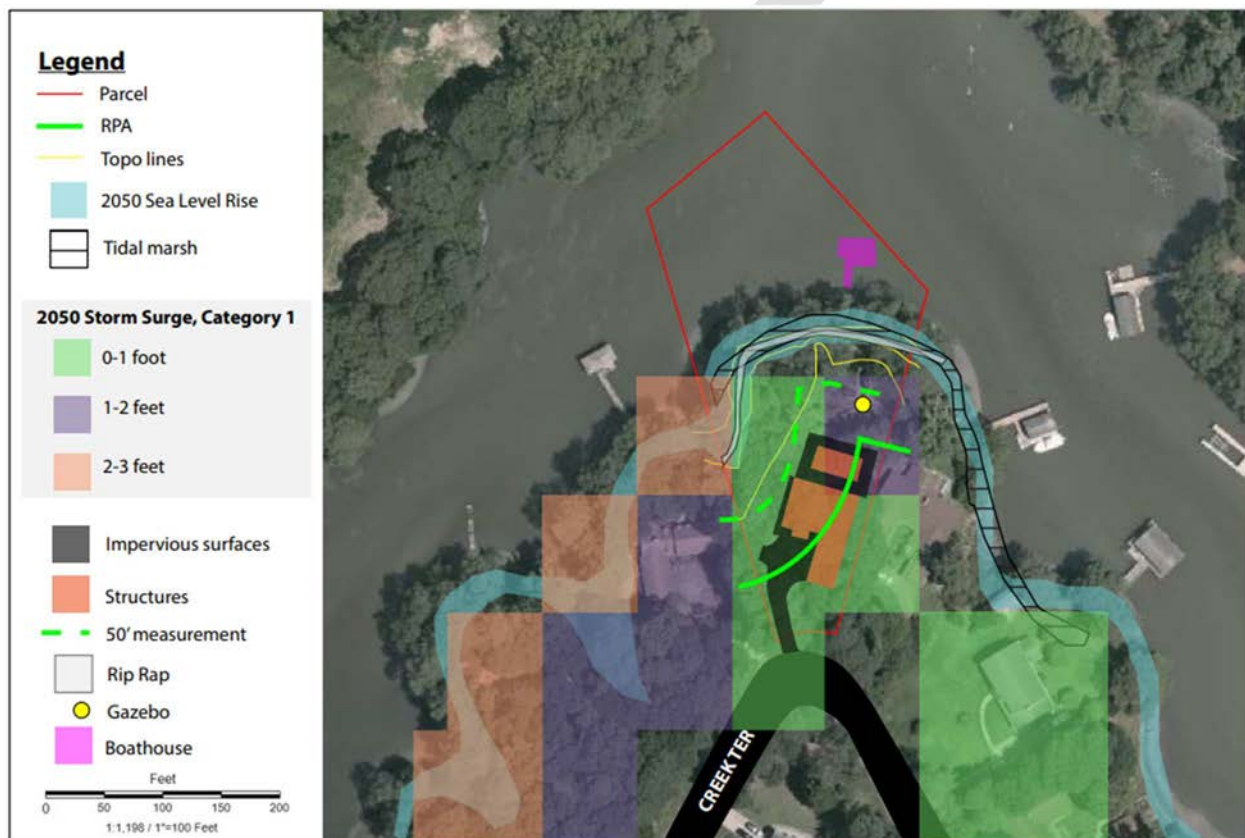 Legend
Parcel
RPA
Topo lines
2050 Sea Level Rise
Tidal marsh
2050 Storm Surge, Category 1
0-1 foot
1-2 feet
2-3 feet
Impervious surfaces
Structures
50' measurement
Rip Rap
Gazebo
Boathouse
Feet
0 50 100 150 200
1:1,198 / 1"=100 Feet
CREEK TER